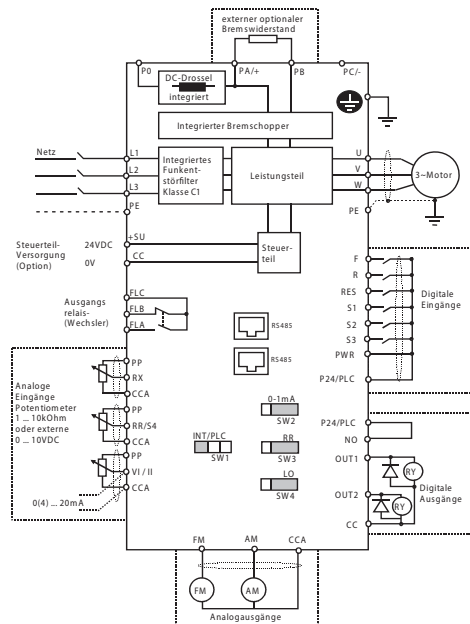 externer optionaler
Bremswiderstand
P0
PA/+
PB
PC/-
DC-Drossel
integriert
Integrierter Bremschopper
Netz
L1
L2
L3
PE
Integriertes
Funkent-
störfilter
Klasse C1
Leistungsteil
U
V
W
3~Motor
PE
Steuerteil-
Versorgung
(Option)
24VDC
0V
+SU
CC
Steuer-
teil
Ausgangs
relais-
(Wechsler)
FLC
FLB
FLA
RS485
RS485
F
R
RES
S1
S2
S3
PWR
P24/PLC
Digitale
Eingänge
Analoge
Eingänge
Potentiometer
1 ... 10kOhm
oder externe
0 ... 10VDC
0(4) ... 20mA
PP
RX
CCA
PP
RR/S4
CCA
PP
VI / II
CCA
0-1mA
SW2
INT/PLC
SW1
RR
SW3
LO
SW4
P24/PLC
NO
OUT1
RY
OUT2
RY
CC
Digitale
Ausgänge
FM
AM
CCA
FM
AM
Analogausgänge